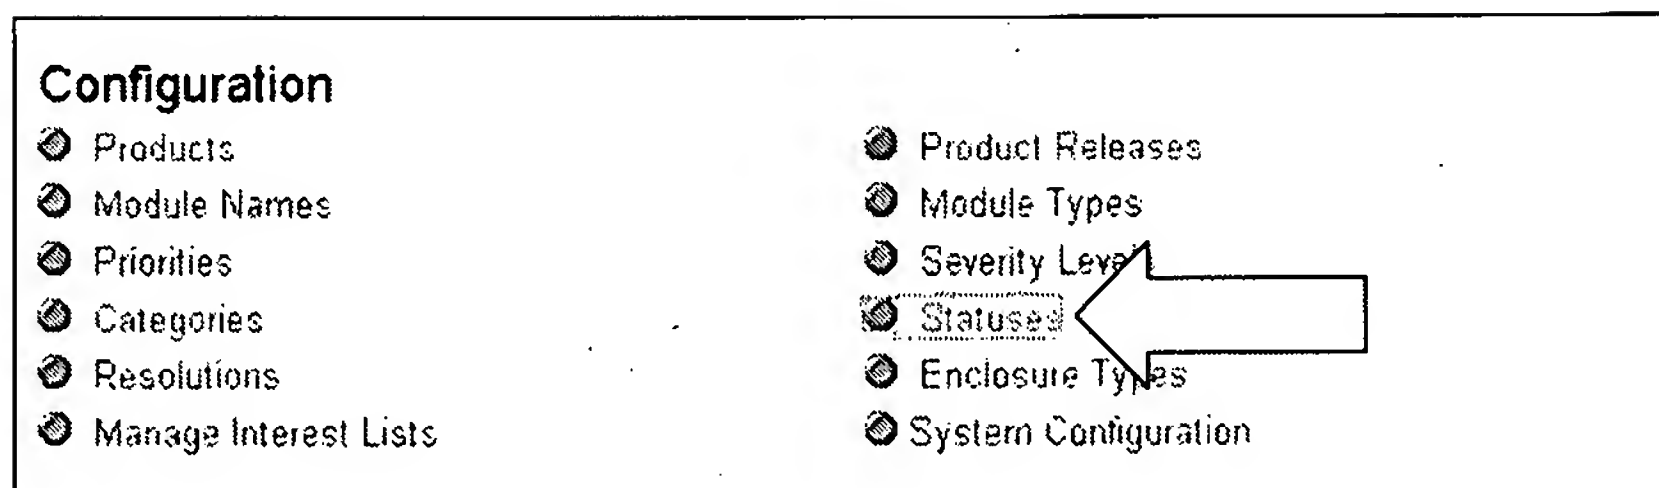 Configuration
Products
Product Releases
Module Names
Module Types
Priorities
Severity Levels
Categories
Statuses
Resolutions
Enclosure Types
Manage Interest Lists
System Configuration